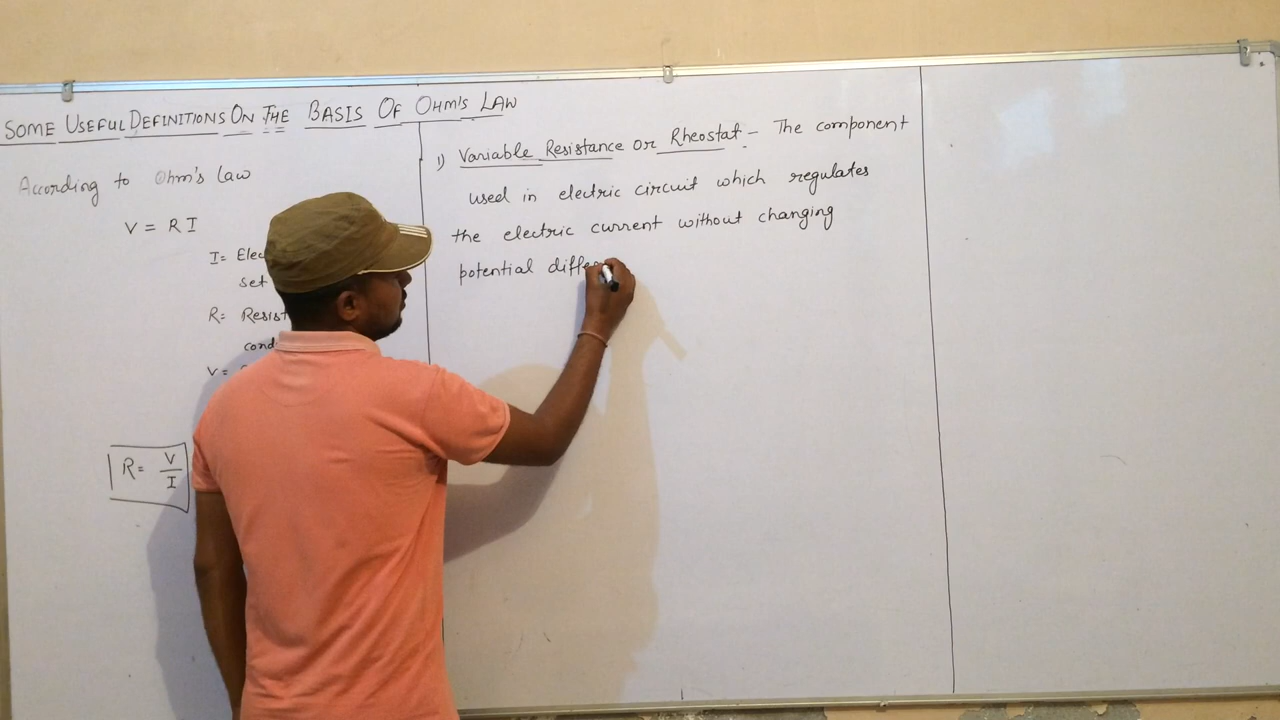 SOME USEFUL DEFINITIONS ON THE BASIS OF OHM'S LAW
According to Ohm's Law
V = R I
I = Elec
set
R = Resist
cond
V =
R = V/I
1) Variable Resistance or Rheostat - The component
used in electric circuit which regulates
the electric current without changing
potential diffe